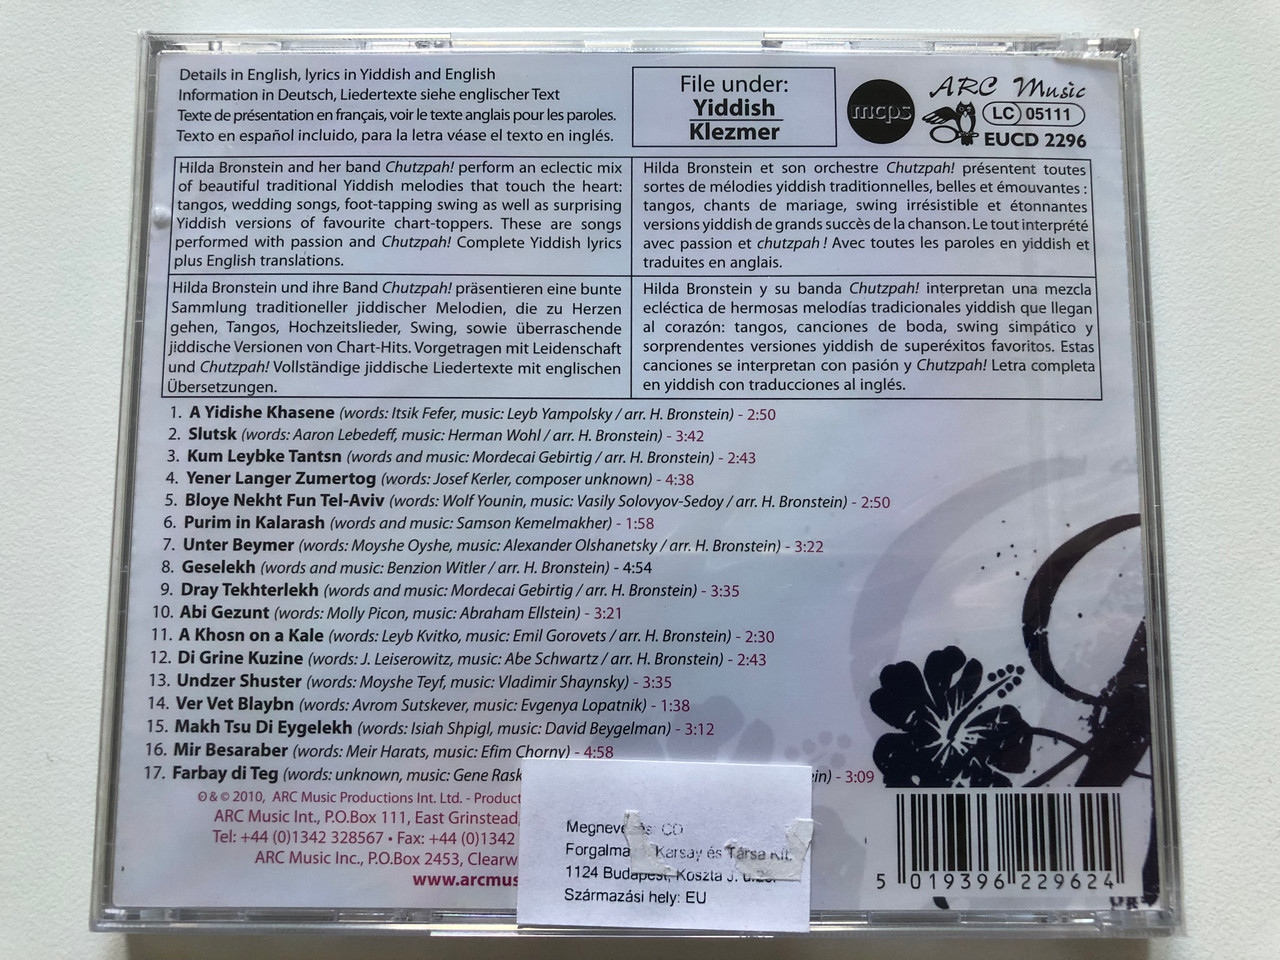 Details in English, lyrics in Yiddish and English
Information in Deutsch, Liedertexte siehe englischer Text
Texte de présentation en français, voir le texte anglais pour les paroles.
Texto en español incluido, para la letra véase el texto en inglés.
File under:
Yiddish
Klezmer
mcps
ARC Music
LC 05111
EUCD 2296
Hilda Bronstein and her band Chutzpah! perform an eclectic mix
of beautiful traditional Yiddish melodies that touch the heart:
tangos, wedding songs, foot-tapping swing as well as surprising
Yiddish versions of favourite chart-toppers. These are songs
performed with passion and Chutzpah! Complete Yiddish lyrics
plus English translations.
Hilda Bronstein et son orchestre Chutzpah! présentent toutes
sortes de mélodies yiddish traditionnelles, belles et émouvantes :
tangos, chants de mariage, swing irrésistible et étonnantes
versions yiddish de grands succès de la chanson. Le tout interprété
avec passion et chutzpah ! Avec toutes les paroles en yiddish et
traduites en anglais.
Hilda Bronstein und ihre Band Chutzpah! präsentieren eine bunte
Sammlung traditioneller jiddischer Melodien, die zu Herzen
gehen, Tangos, Hochzeitslieder, Swing, sowie überraschende
jiddische Versionen von Chart-Hits. Vorgetragen mit Leidenschaft
und Chutzpah! Vollständige jiddische Liedertexte mit englischen
Übersetzungen.
Hilda Bronstein y su banda Chutzpah! interpretan una mezcla
ecléctica de hermosas melodías tradicionales yiddish que llegan
al corazón: tangos, canciones de boda, swing simpático y
sorprendentes versiones yiddish de superéxitos favoritos. Estas
canciones se interpretan con pasión y Chutzpah! Letra completa
en yiddish con traducciones al inglés.
1. A Yidishe Khasene (words: Itsik Fefer, music: Leyb Yampolsky / arr. H. Bronstein) - 2:50
2. Slutsk (words: Aaron Lebedeff, music: Herman Wohl / arr. H. Bronstein) - 3:42
3. Kum Leybke Tantsn (words and music: Mordecai Gebirtig / arr. H. Bronstein) - 2:43
4. Yener Langer Zumertog (words: Josef Kerler, composer unknown) - 4:38
5. Bloye Nekht Fun Tel-Aviv (words: Wolf Younin, music: Vasily Solovyov-Sedoy / arr. H. Bronstein) - 2:50
6. Purim in Kalarash (words and music: Samson Kemelmakher) - 1:58
7. Unter Beymer (words: Moyshe Oyshe, music: Alexander Olshanetsky / arr. H. Bronstein) - 3:22
8. Geselekh (words and music: Benzion Witler / arr. H. Bronstein) - 4:54
9. Dray Tekhterlekh (words and music: Mordecai Gebirtig / arr. H. Bronstein) - 3:35
10. Abi Gezunt (words: Molly Picon, music: Abraham Ellstein) - 3:21
11. A Khosn on a Kale (words: Leyb Kvitko, music: Emil Gorovets / arr. H. Bronstein) - 2:30
12. Di Grine Kuzine (words: J. Leiserowitz, music: Abe Schwartz / arr. H. Bronstein) - 2:43
13. Undzer Shuster (words: Moyshe Teyf, music: Vladimir Shaynsky) - 3:35
14. Ver Vet Blaybn (words: Avrom Sutskever, music: Evgenya Lopatnik) - 1:38
15. Makh Tsu Di Eygelekh (words: Isiah Shpigl, music: David Beygelman) - 3:12
16. Mir Besaraber (words: Meir Harats, music: Efim Chorny) - 4:58
17. Farbay di Teg (words: unknown, music: Gene Rask ein) - 3:09
℗ & © 2010, ARC Music Productions Int. Ltd. - Product
ARC Music Int., P.O.Box 111, East Grinstead,
Tel: +44 (0)1342 328567 • Fax: +44 (0)1342
ARC Music Inc., P.O.Box 2453, Clearw
www.arcmus
CD
Karsay és Társa Kft.
1124 Budapest, Koszta J. u.
Származási hely: EU
5 019396 229624